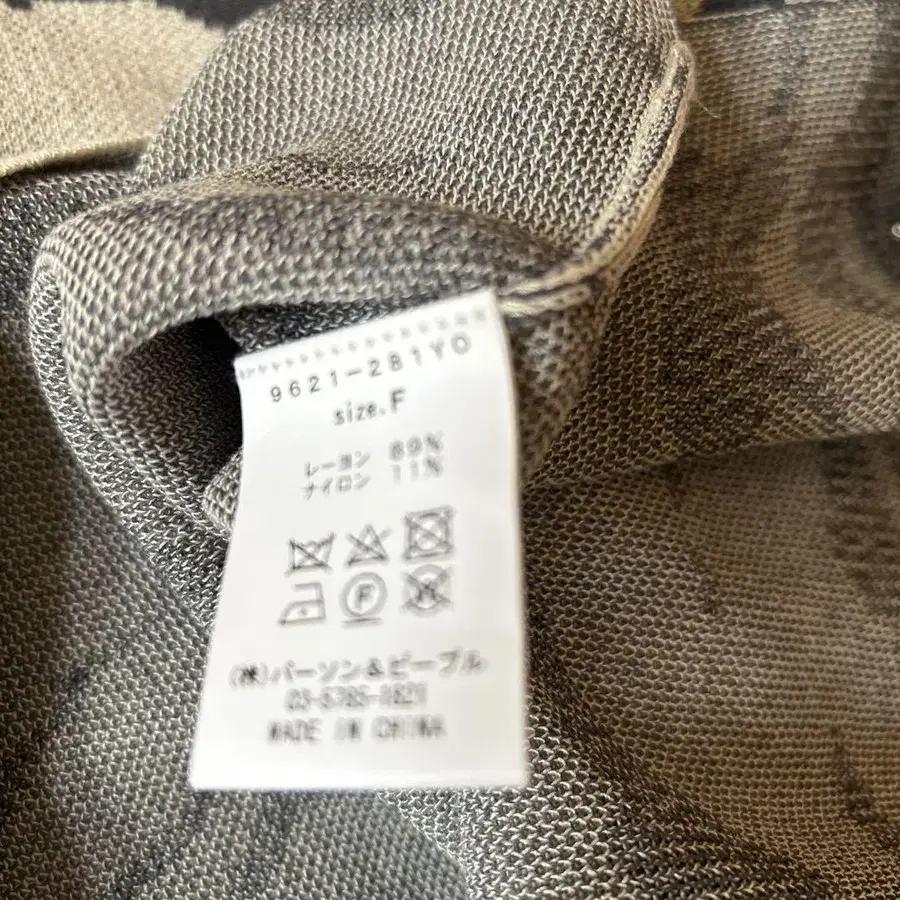 9621-281YO
size.F
レーヨン 89%
ナイロン 11%
F
(株)パーソン&ピープル
03-5785-1821
MADE IN CHINA